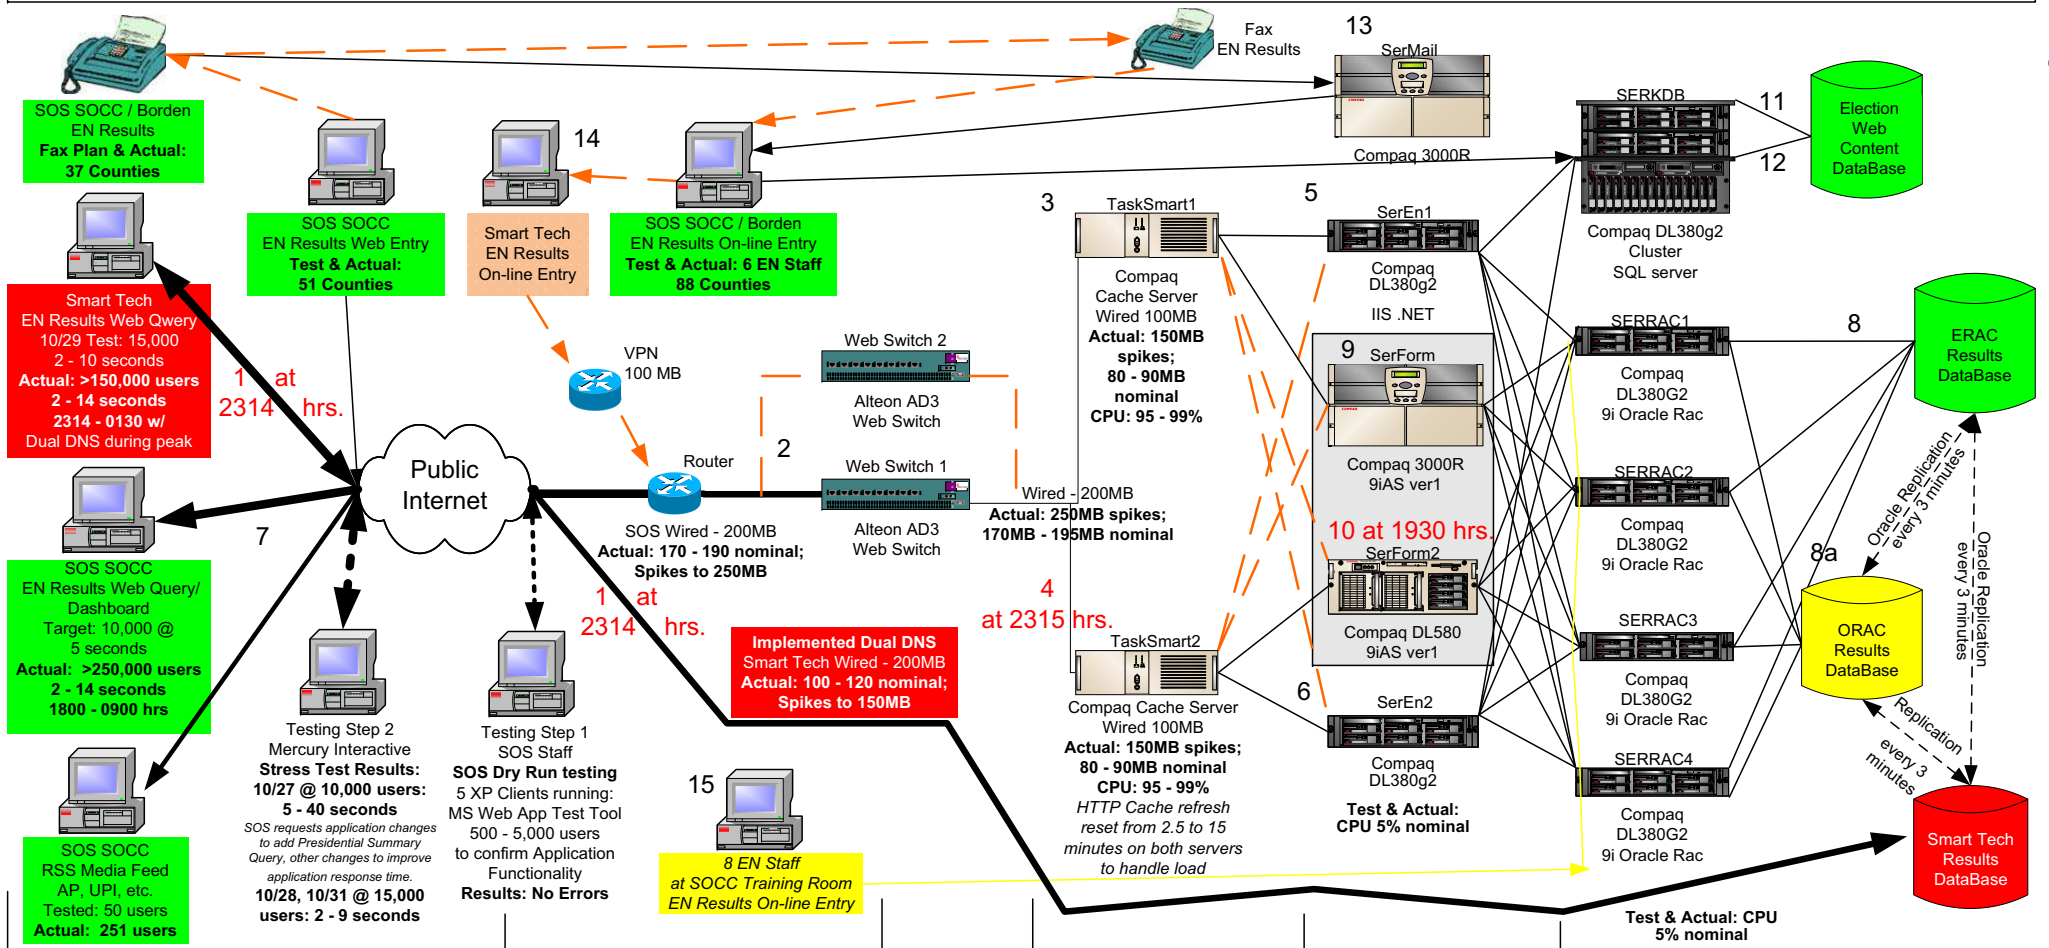 Fax
EN Results
13
SerMail
Compaq 3000R
SOS SOCC / Borden
EN Results
Fax Plan & Actual:
37 Counties
14
SERKDB
11
12
Compaq DL380g2
Cluster
SQL server
Election
Web
Content
DataBase
SOS SOCC
EN Results Web Entry
Test & Actual:
51 Counties
Smart Tech
EN Results
On-line Entry
SOS SOCC / Borden
EN Results On-line Entry
Test & Actual: 6 EN Staff
88 Counties
Smart Tech
EN Results Web Qwery
10/29 Test: 15,000
2 - 10 seconds
Actual: >150,000 users
2 - 14 seconds
2314 - 0130 w/
Dual DNS during peak
1 at
2314 hrs.
Public
Internet
VPN
100 MB
Router
SOS Wired - 200MB
Actual: 170 - 190 nominal;
Spikes to 250MB
2
Web Switch 2
Alteon AD3
Web Switch
Web Switch 1
Alteon AD3
Web Switch
Wired - 200MB
Actual: 250MB spikes;
170MB - 195MB nominal
3
TaskSmart1
Compaq
Cache Server
Wired 100MB
Actual: 150MB
spikes;
80 - 90MB
nominal
CPU: 95 - 99%
4
at 2315 hrs.
TaskSmart2
Compaq Cache Server
Wired 100MB
Actual: 150MB spikes;
80 - 90MB nominal
CPU: 95 - 99%
HTTP Cache refresh
reset from 2.5 to 15
minutes on both servers
to handle load
5
SerEn1
Compaq
DL380g2
IIS .NET
9
SerForm
Compaq 3000R
9iAS ver1
10 at 1930 hrs.
SerForm2
Compaq DL580
9iAS ver1
6
SerEn2
Compaq
DL380g2
Test & Actual:
CPU 5% nominal
SERRAC1
Compaq
DL380G2
9i Oracle Rac
SERRAC2
Compaq
DL380G2
9i Oracle Rac
SERRAC3
Compaq
DL380G2
9i Oracle Rac
SERRAC4
Compaq
DL380G2
9i Oracle Rac
8
8a
ERAC
Results
DataBase
Oracle Replication
every 3 minutes
Oracle Replication
every 3 minutes
ORAC
Results
DataBase
Replication
every 3
minutes
Smart Tech
Results
DataBase
Test & Actual: CPU
5% nominal
7
SOS SOCC
EN Results Web Query/
Dashboard
Target: 10,000 @
5 seconds
Actual: >250,000 users
2 - 14 seconds
1800 - 0900 hrs
SOS SOCC
RSS Media Feed
AP, UPI, etc.
Tested: 50 users
Actual: 251 users
Testing Step 2
Mercury Interactive
Stress Test Results:
10/27 @ 10,000 users:
5 - 40 seconds
SOS requests application changes
to add Presidential Summary
Query, other changes to improve
application response time.
10/28, 10/31 @ 15,000
users: 2 - 9 seconds
Testing Step 1
SOS Staff
SOS Dry Run testing
5 XP Clients running:
MS Web App Test Tool
500 - 5,000 users
to confirm Application
Functionality
Results: No Errors
1 at
2314 hrs.
Implemented Dual DNS
Smart Tech Wired - 200MB
Actual: 100 - 120 nominal;
Spikes to 150MB
15
8 EN Staff
at SOCC Training Room
EN Results On-line Entry